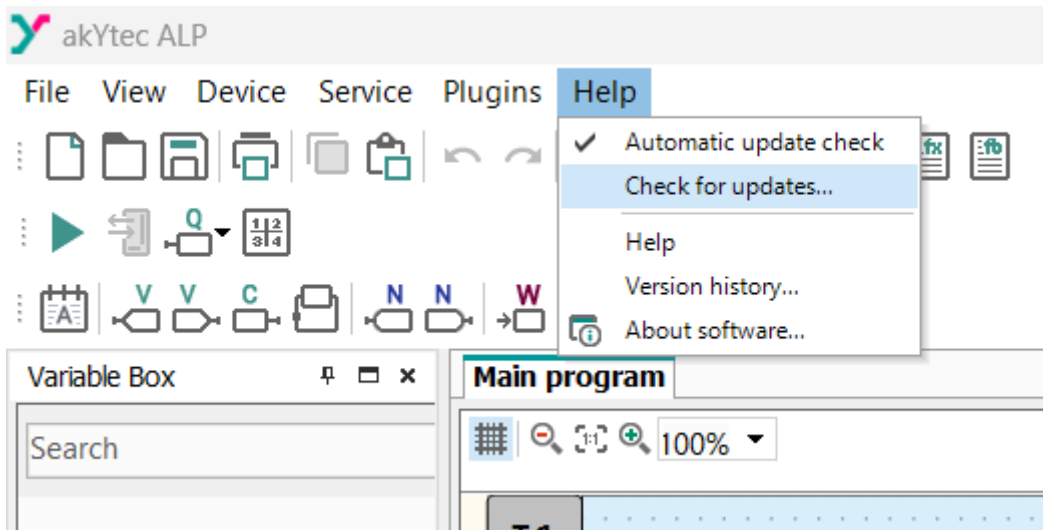 akYtec ALP
File View Device Service Plugins Help
Automatic update check
fx fb
Check for updates...
Q
1 2
3 4
Help
Version history...
A V V C N N W
About software...
Variable Box
Main program
Search
1:1 100%